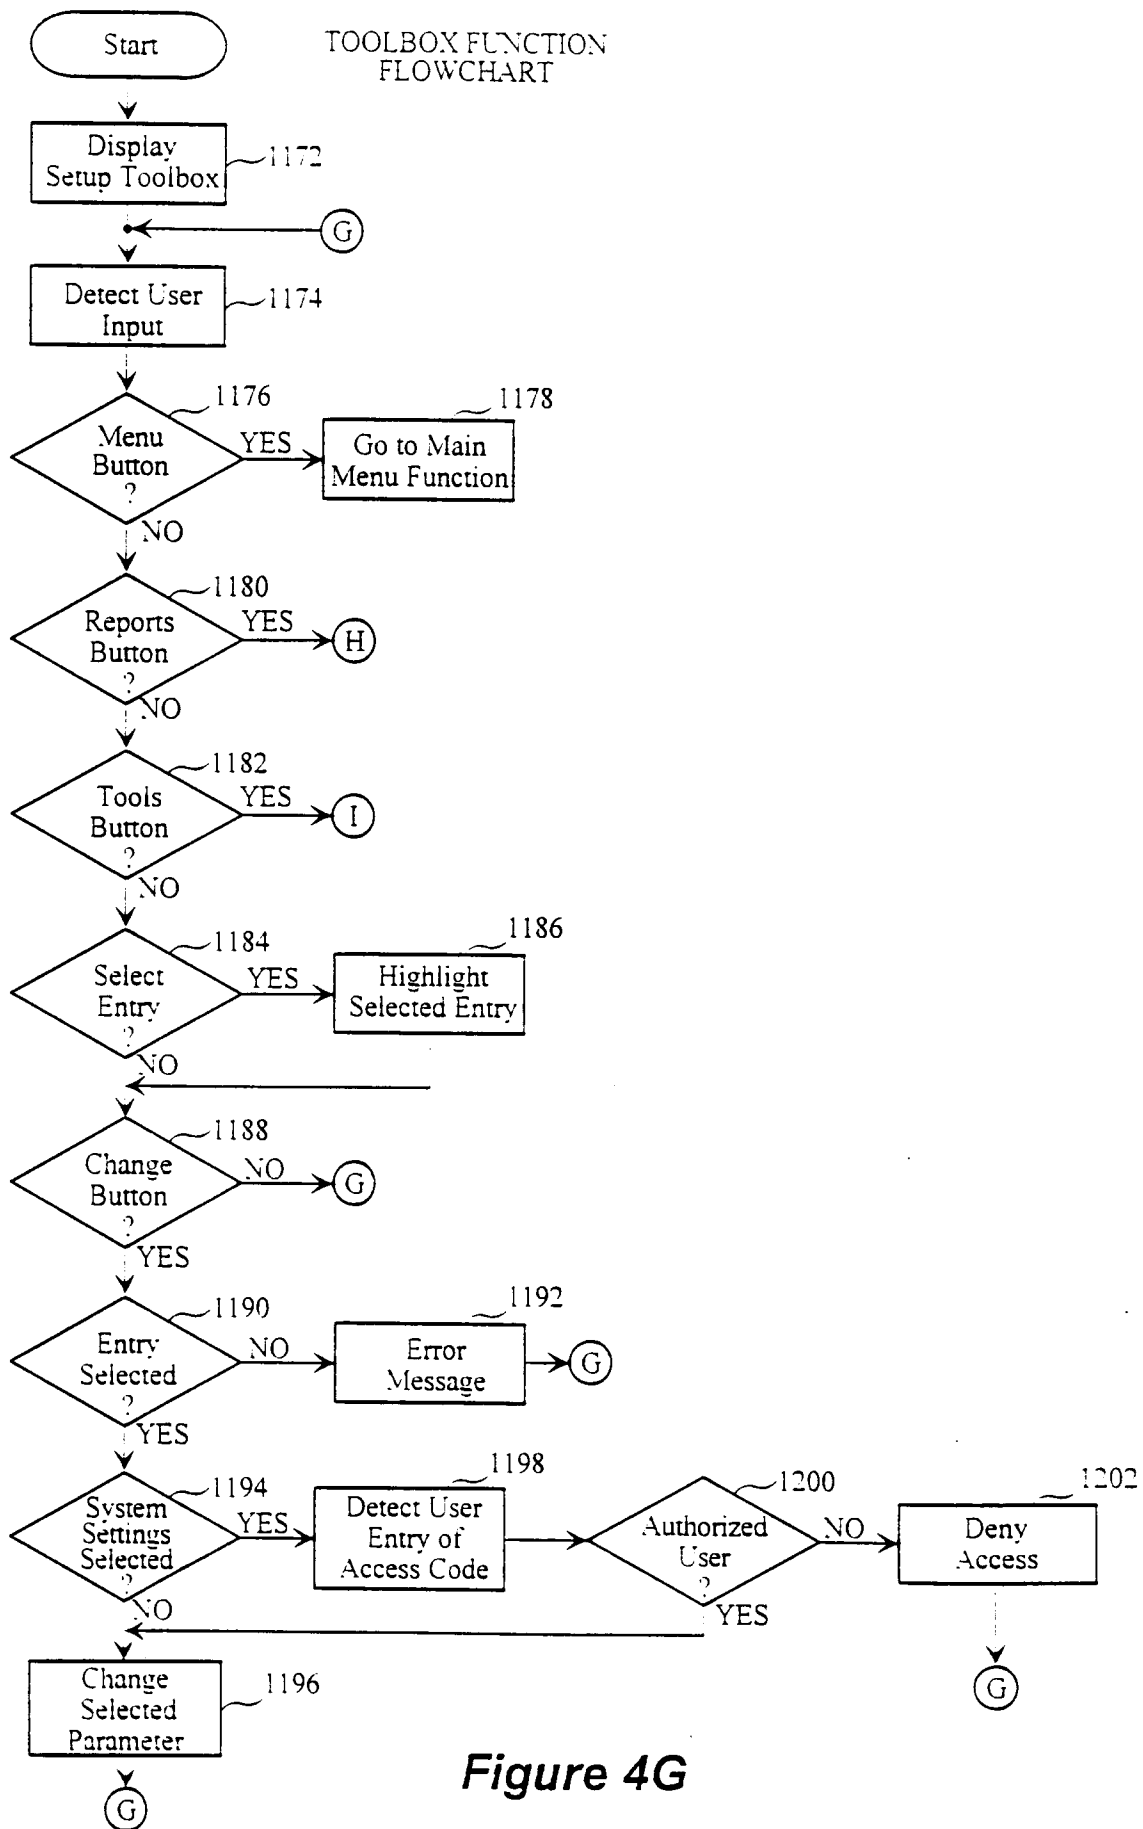 Start
TOOLBOX FUNCTION
FLOWCHART
Display
Setup Toolbox
1172
G
Detect User
Input
1174
1176
Menu
Button
?
YES
NO
1178
Go to Main
Menu Function
1180
Reports
Button
?
YES
NO
H
1182
Tools
Button
?
YES
NO
I
1184
Select
Entry
?
YES
NO
1186
Highlight
Selected Entry
1188
Change
Button
?
NO
YES
G
1190
Entry
Selected
?
NO
YES
1192
Error
Message
G
1194
System
Settings
Selected
?
YES
NO
1198
Detect User
Entry of
Access Code
1200
Authorized
User
?
NO
YES
1202
Deny
Access
G
Change
Selected
Parameter
1196
G
Figure 4G